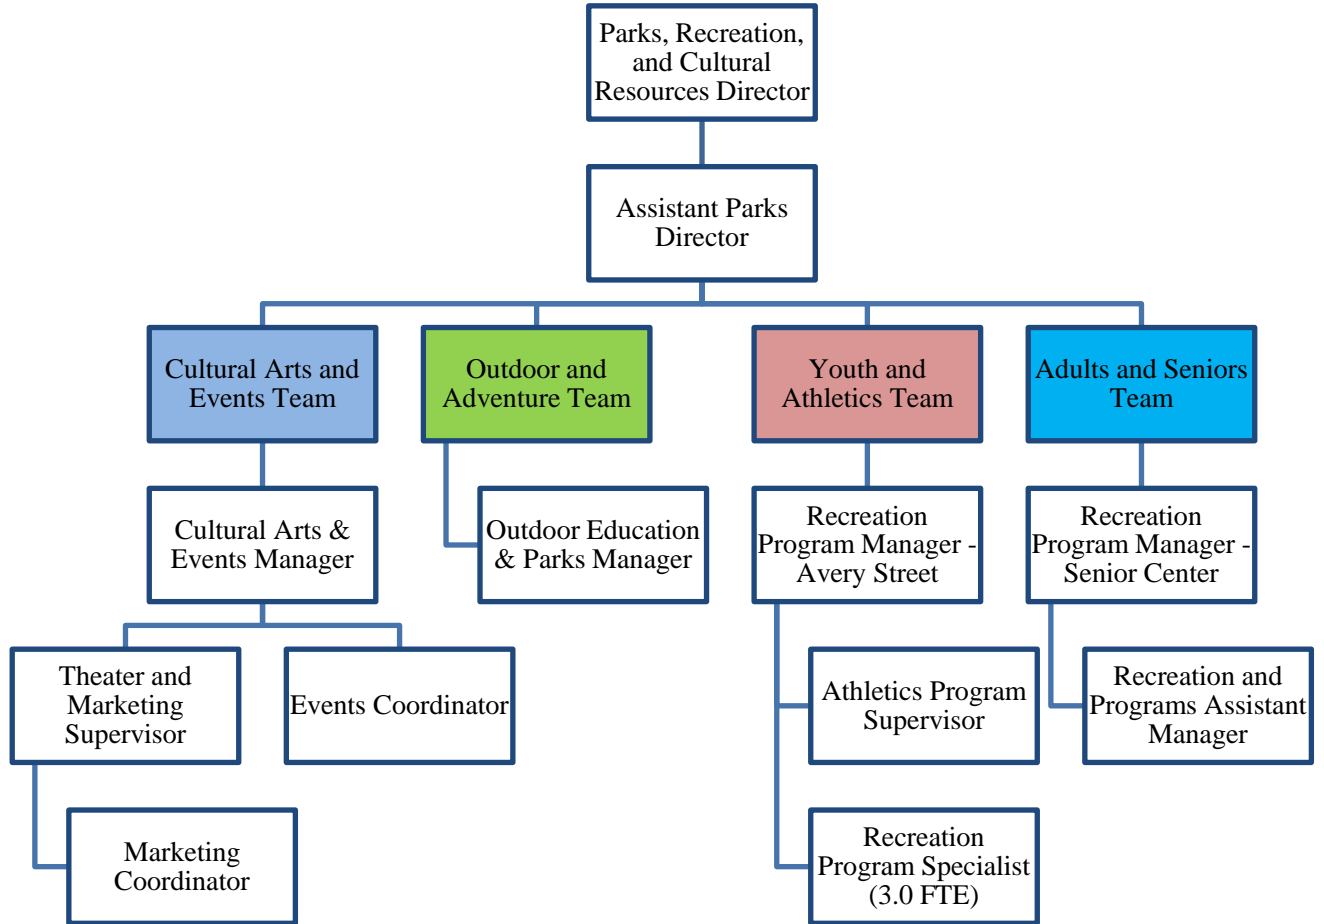 Parks, Recreation,
and Cultural
Resources Director
Assistant Parks
Director
Cultural Arts and
Events Team
Outdoor and
Adventure Team
Youth and
Athletics Team
Adults and Seniors
Team
Cultural Arts &
Events Manager
Outdoor Education
& Parks Manager
Recreation
Program Manager -
Avery Street
Recreation
Program Manager -
Senior Center
Theater and
Marketing
Supervisor
Events Coordinator
Athletics Program
Supervisor
Recreation and
Programs Assistant
Manager
Marketing
Coordinator
Recreation
Program Specialist
(3.0 FTE)